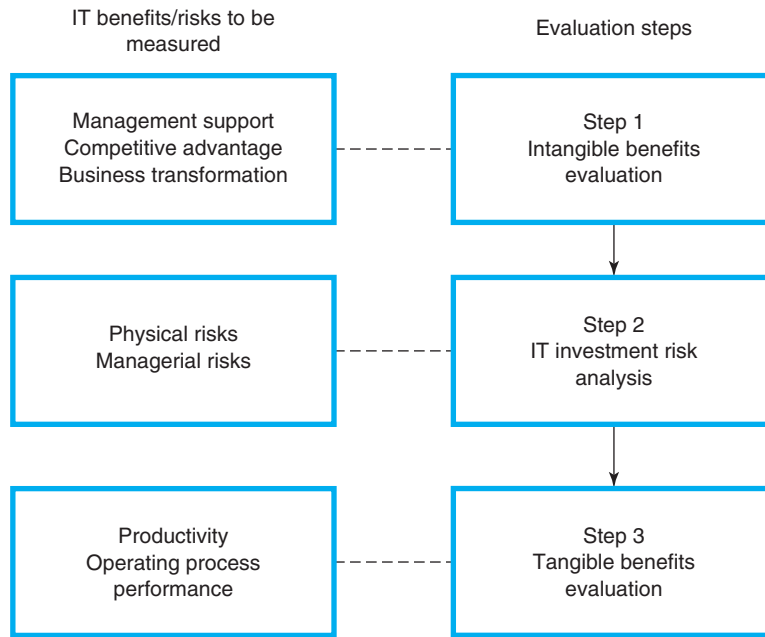 IT benefits/risks to be
measured
Evaluation steps
Management support
Competitive advantage
Business transformation
Step 1
Intangible benefits
evaluation
Physical risks
Managerial risks
Step 2
IT investment risk
analysis
Productivity
Operating process
performance
Step 3
Tangible benefits
evaluation